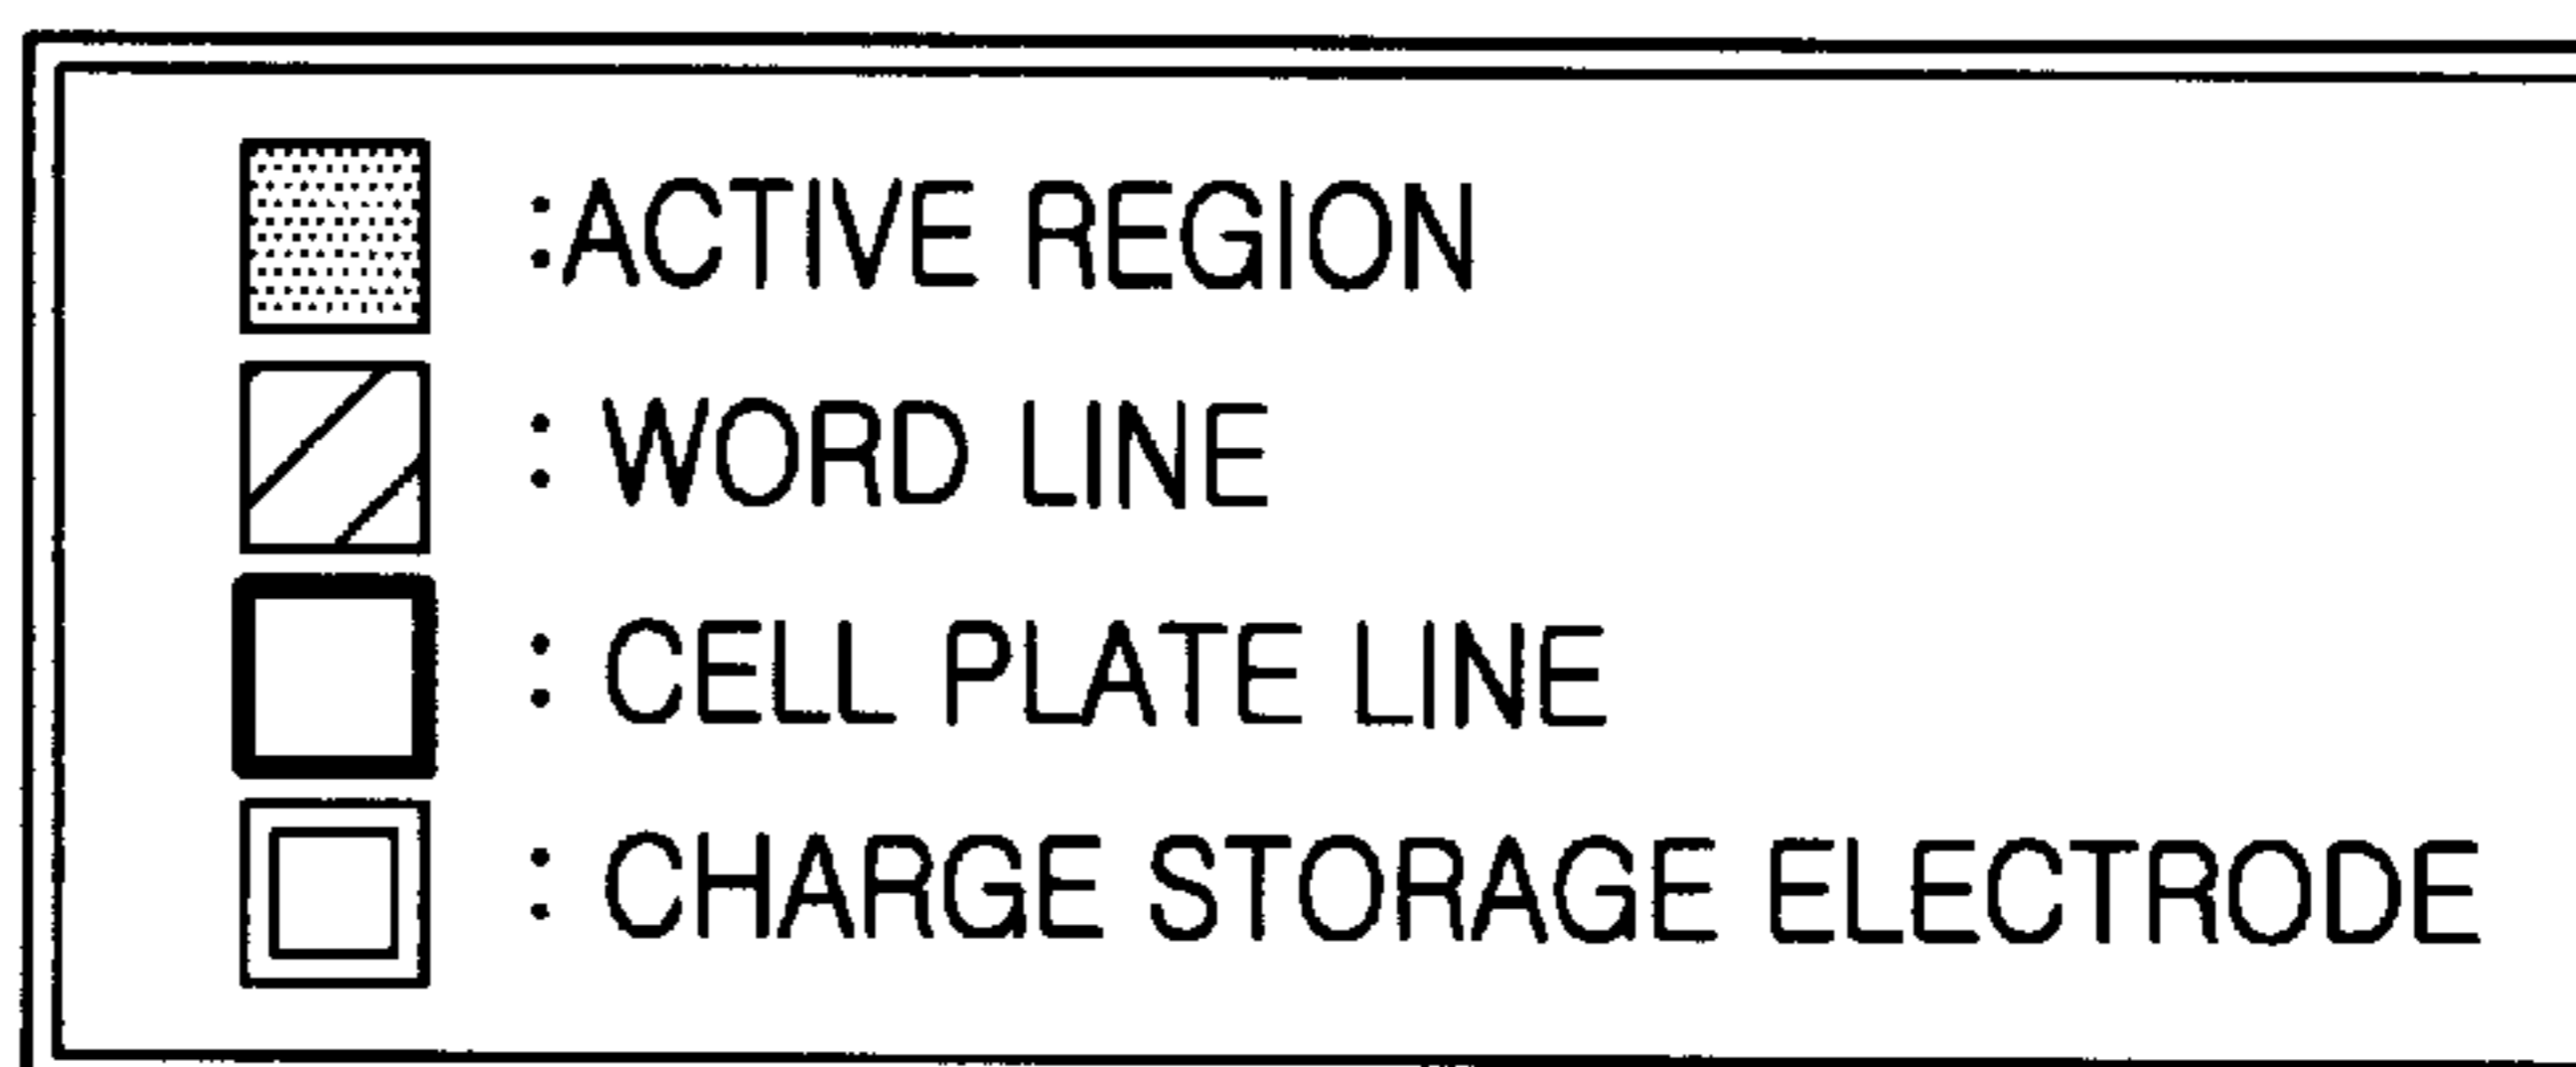 :ACTIVE REGION
: WORD LINE
: CELL PLATE LINE
: CHARGE STORAGE ELECTRODE